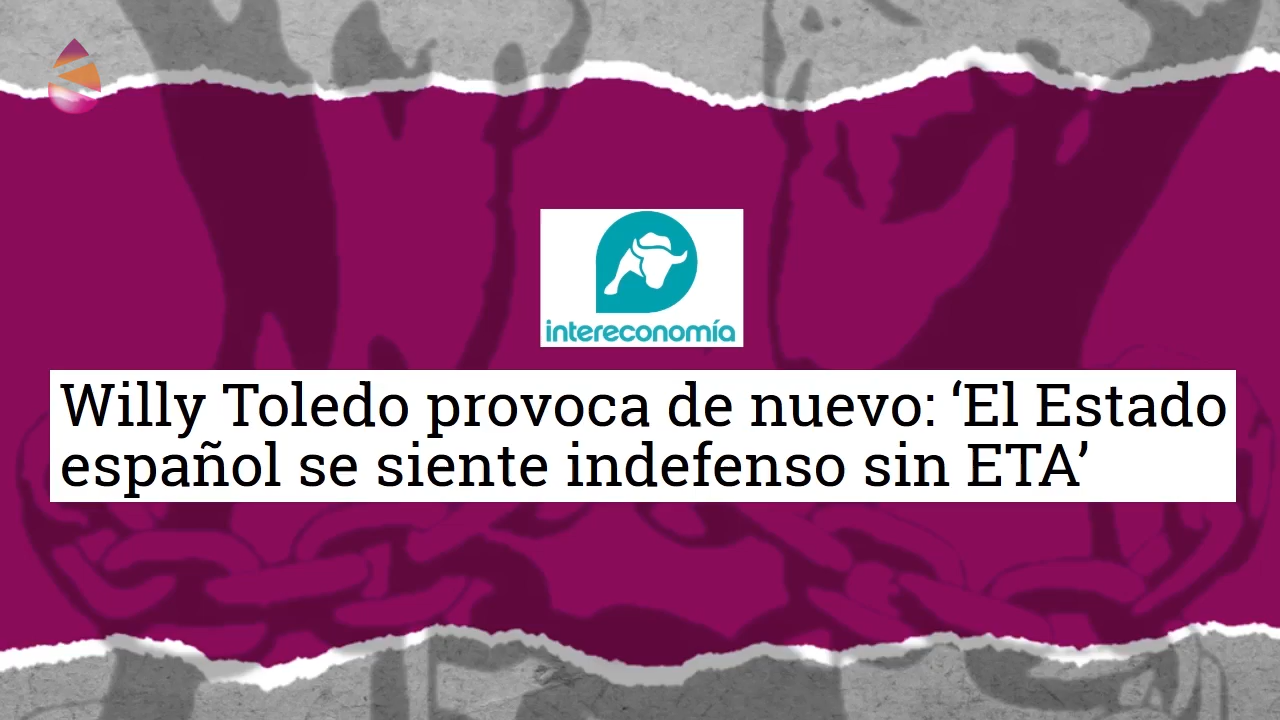 intereconomía
Willy Toledo provoca de nuevo: ‘El Estado
español se siente indefenso sin ETA’